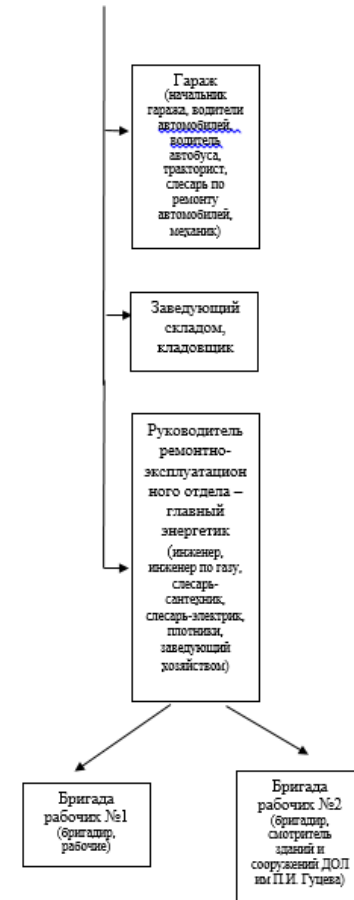 Гараж
(начальник
гаража, водители
автомобилей,
водитель
автобуса,
тракторист,
слесарь по
ремонту
автомобилей,
механик)
Заведующий
складом,
кладовщик
Руководитель
ремонтно-
эксплуатацион
ного отдела –
главный
энергетик
(инженер,
инженер по газу,
слесарь-
сантехник,
слесарь-электрик,
плотники,
заведующий
хозяйством)
Бригада
рабочих №1
(бригадир,
рабочие)
Бригада
рабочих №2
(бригадир,
смотритель
зданий и
сооружений ДОЛ
им П.И. Гуцева)